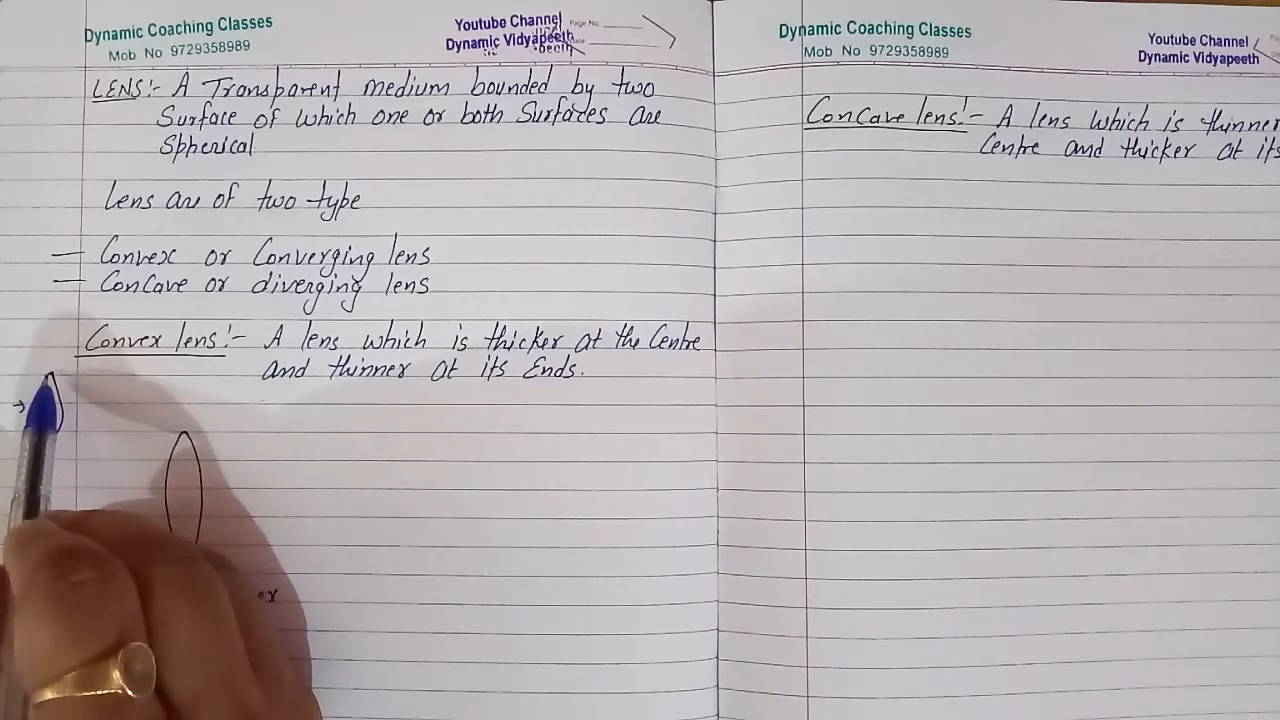 Dynamic Coaching Classes
Mob No 9729358989
Youtube Channel
Dynamic Vidyapeeth
Page No.
LENS:- A Transparent medium bounded by two
Surface of which one or both Surfaces are
Spherical
Lens are of two type
— Convex or Converging lens
— Concave or diverging lens
Convex lens:- A lens which is thicker at the Centre
and thinner at its Ends.
Dynamic Coaching Classes
Mob No 9729358989
Youtube Channel
Dynamic Vidyapeeth
Concave lens:- A lens which is thinner
Centre and thicker at its